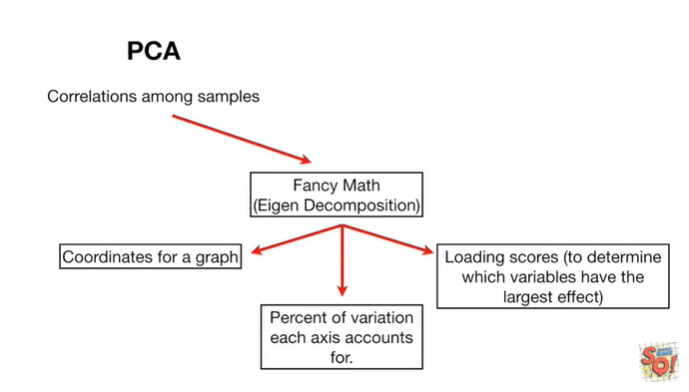 PCA
Correlations among samples
Fancy Math
(Eigen Decomposition)
Coordinates for a graph
Loading scores (to determine
which variables have the
largest effect)
Percent of variation
each axis accounts
for.
SQ!